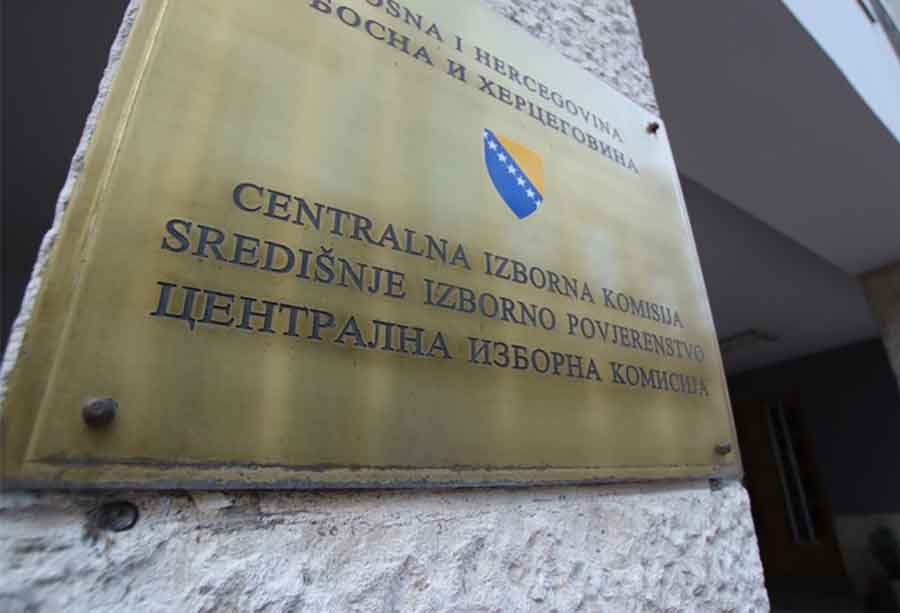 BOSNA I HERCEGOVINA
БОСНА И ХЕРЦЕГОВИНА
CENTRALNA IZBORNA KOMISIJA
SREDIŠNJE IZBORNO POVJERENSTVO
ЦЕНТРАЛНА ИЗБОРНА КОМИСИЈА